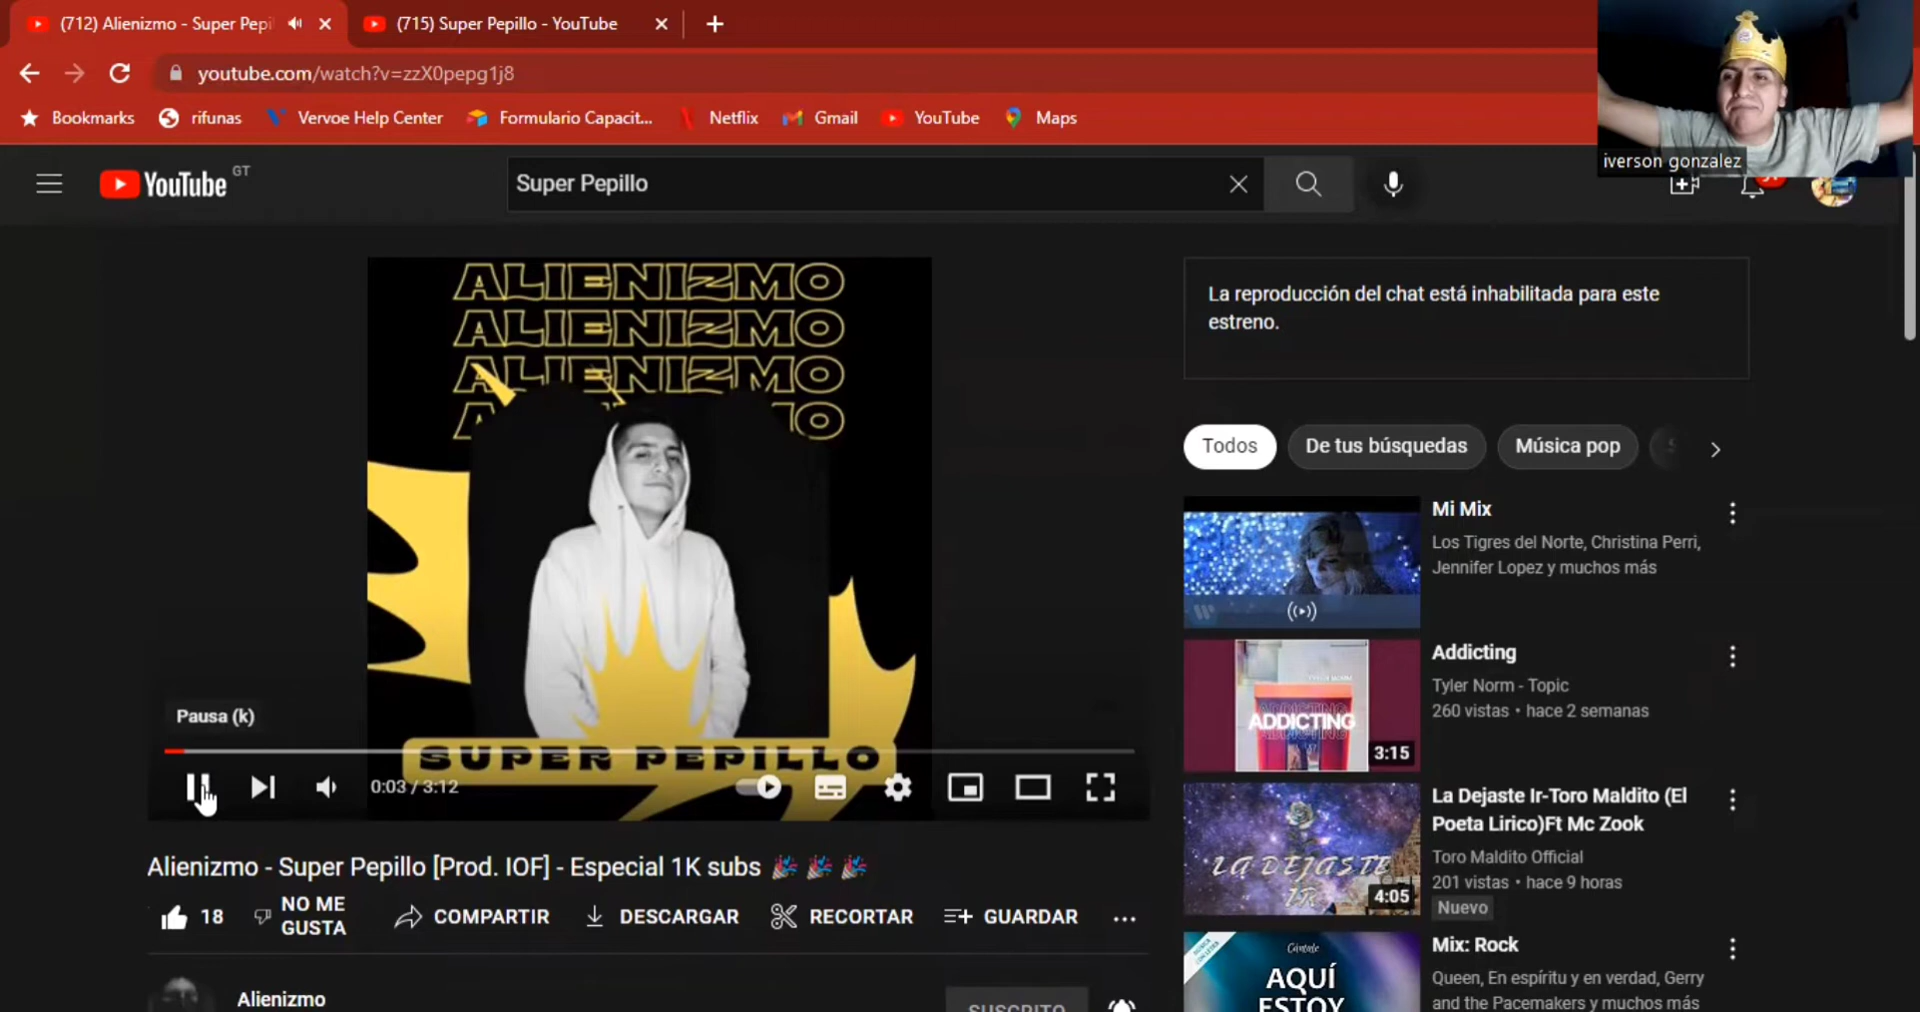 (712) Alienizmo - Super Pepi
(715) Super Pepillo - YouTube
youtube.com/watch?v=zzX0pepg1j8
Bookmarks
rifunas
Vervoe Help Center
Formulario Capacit...
Netflix
Gmail
YouTube
Maps
iverson gonzalez
YouTube GT
Super Pepillo
ALIENIZMO
ALIENIZMO
ALIENIZMO
SUPER PEPILLO
Pausa (k)
0:03 / 3:12
Alienizmo - Super Pepillo [Prod. IOF] - Especial 1K subs 🎉 🎉 🎉
18
NO ME
GUSTA
COMPARTIR
DESCARGAR
RECORTAR
GUARDAR
Alienizmo
SUSCRITO
La reproducción del chat está inhabilitada para este
estreno.
Todos
De tus búsquedas
Música pop
Mi Mix
Los Tigres del Norte, Christina Perri,
Jennifer Lopez y muchos más
ADDICTING
3:15
Addicting
Tyler Norm - Topic
260 vistas • hace 2 semanas
LA DEJASTE
IR
4:05
La Dejaste Ir-Toro Maldito (El
Poeta Lirico)Ft Mc Zook
Toro Maldito Official
201 vistas • hace 9 horas
Nuevo
AQUÍ
ESTOY
Mix: Rock
Queen, En espíritu y en verdad, Gerry
and the Pacemakers y muchos más